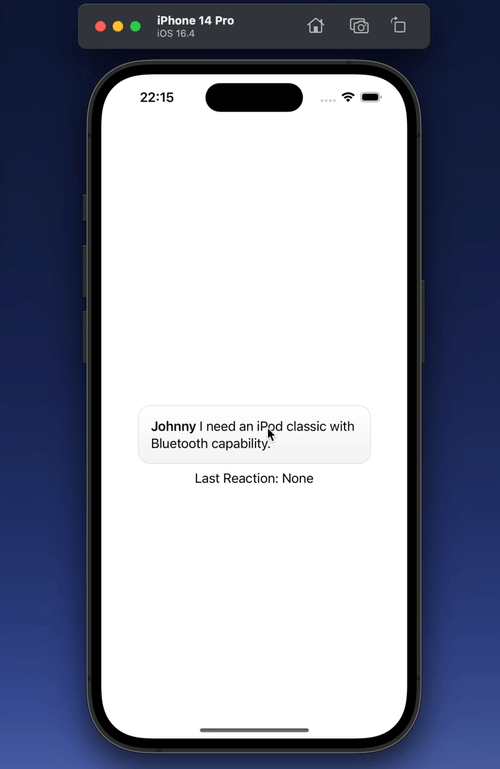 iPhone 14 Pro
iOS 16.4
22:15
Johnny I need an iPod classic with
Bluetooth capability.
Last Reaction: None